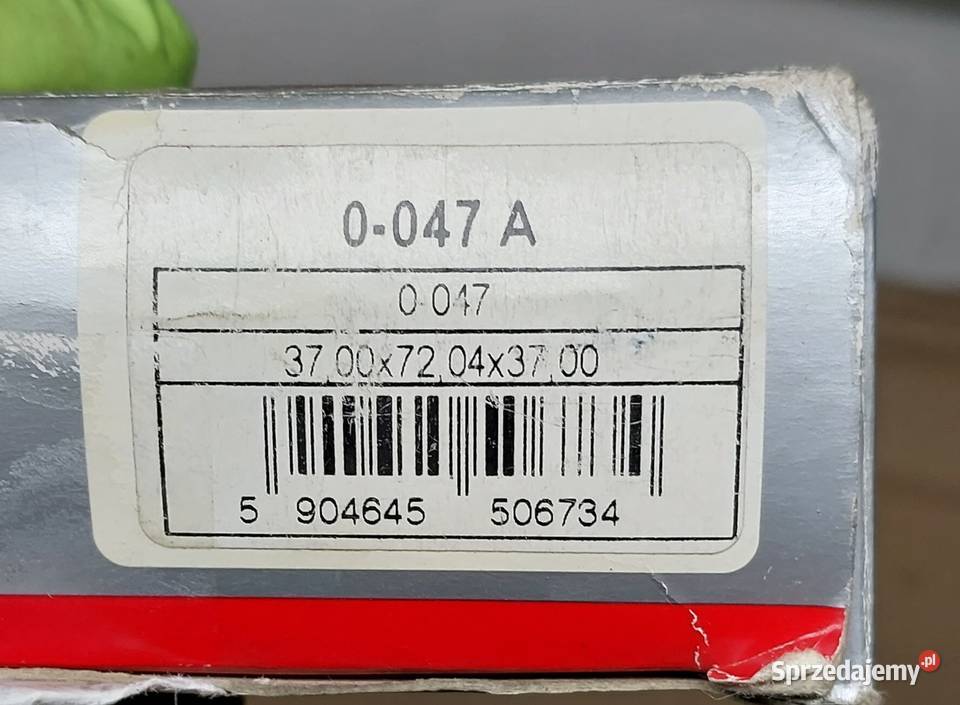 0-047 A
0-047
37,00x72,04x37,00
5 904645 506734
Sprzedajemy.pl